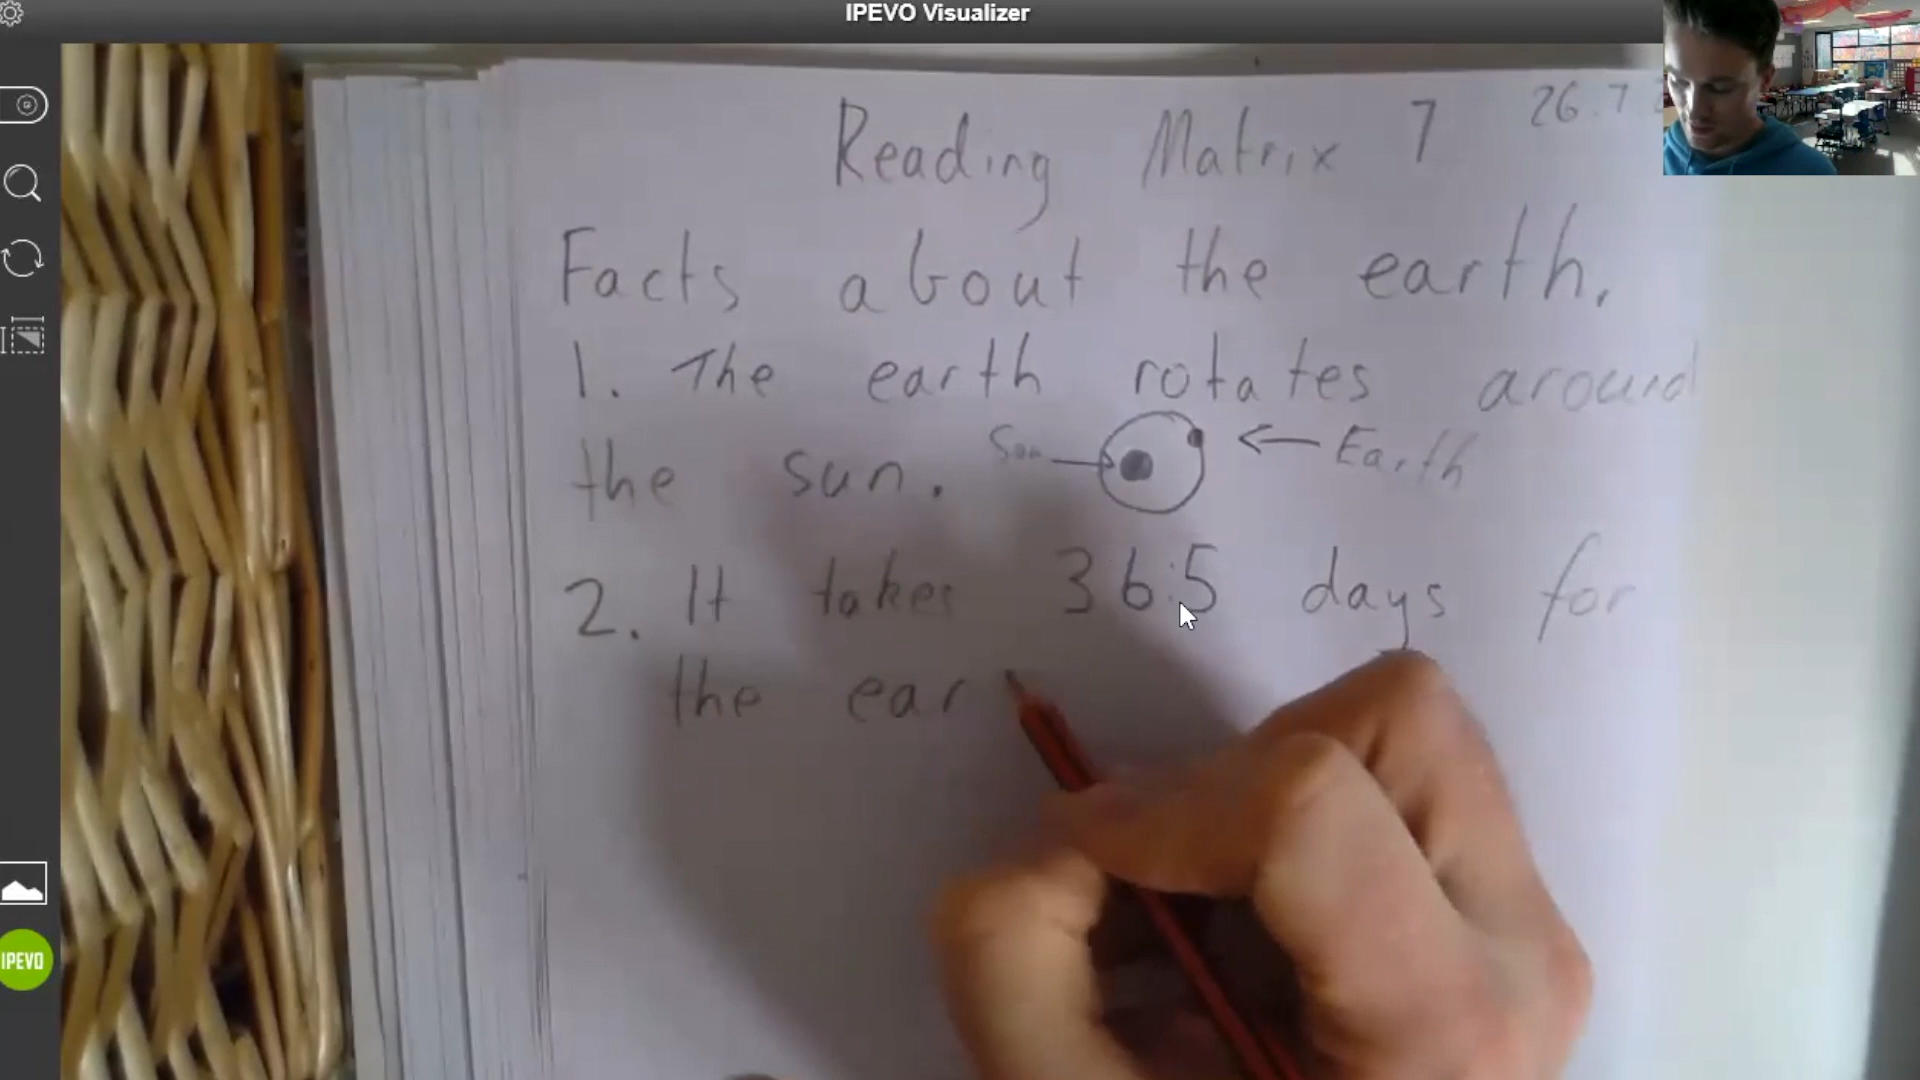 IPEVO Visualizer
Reading Matrix 7 26.7
Facts about the earth.
1. The earth rotates around
the sun. Sun Earth
2. It takes 365 days for
the ear
IPEVO